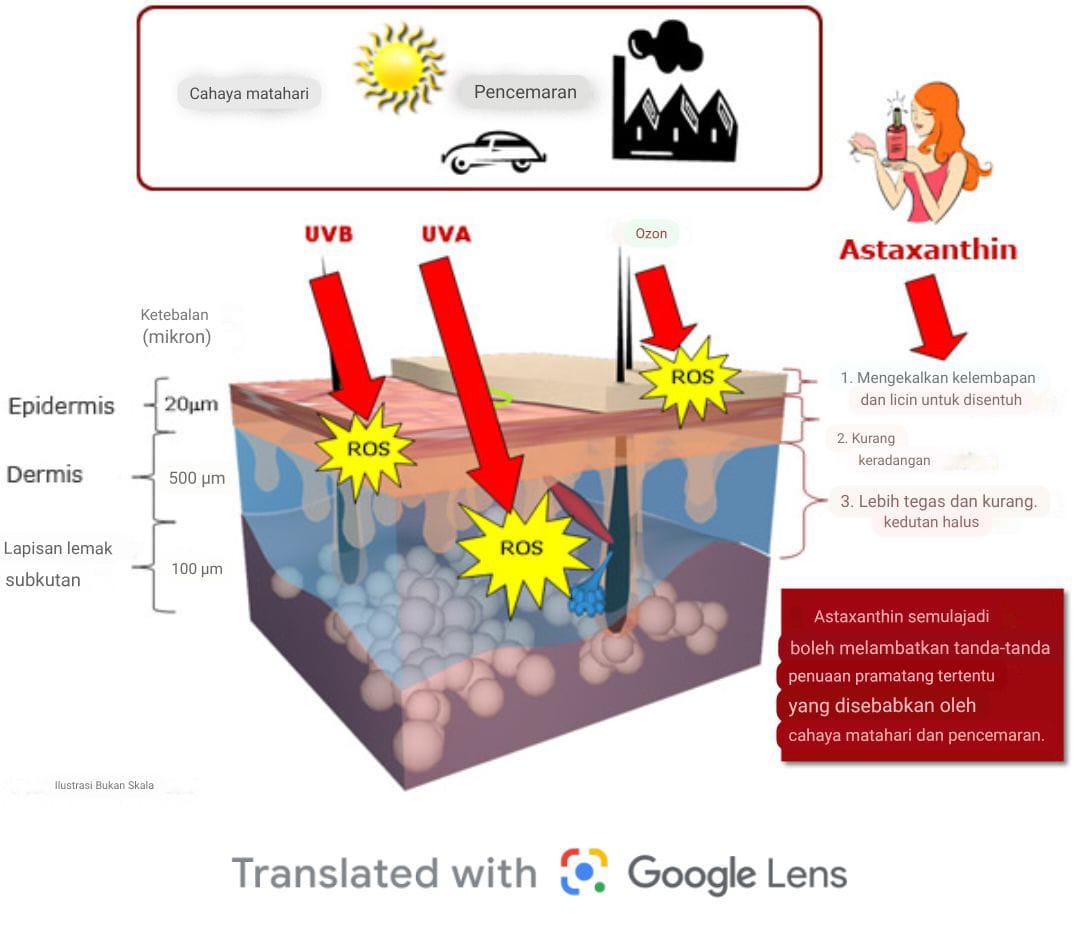 Cahaya matahari
Pencemaran
UVB
UVA
Ozon
Astaxanthin
Ketebalan
(mikron)
Epidermis
20µm
Dermis
500 µm
Lapisan lemak
subkutan
100 µm
ROS
ROS
ROS
1. Mengekalkan kelembapan
dan licin untuk disentuh
2. Kurang
keradangan
3. Lebih tegas dan kurang.
kedutan halus
Astaxanthin semulajadi
boleh melambatkan tanda-tanda
penuaan pramatang tertentu
yang disebabkan oleh
cahaya matahari dan pencemaran.
Ilustrasi Bukan Skala
Translated with Google Lens